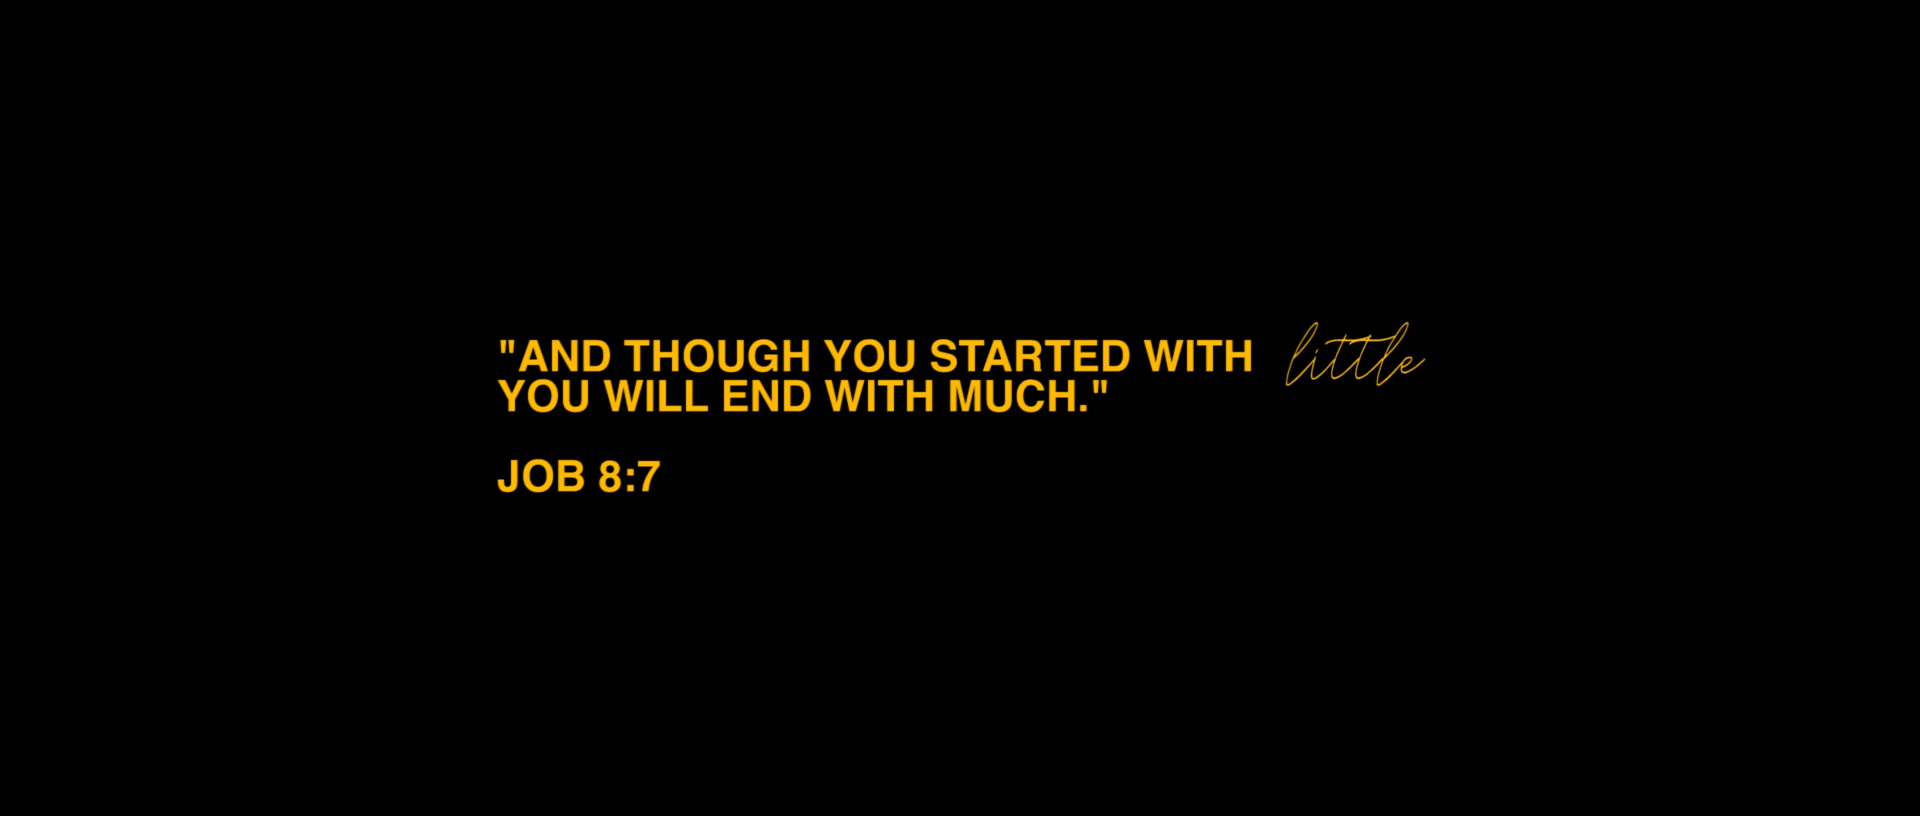 "AND THOUGH YOU STARTED WITH little
YOU WILL END WITH MUCH."
JOB 8:7